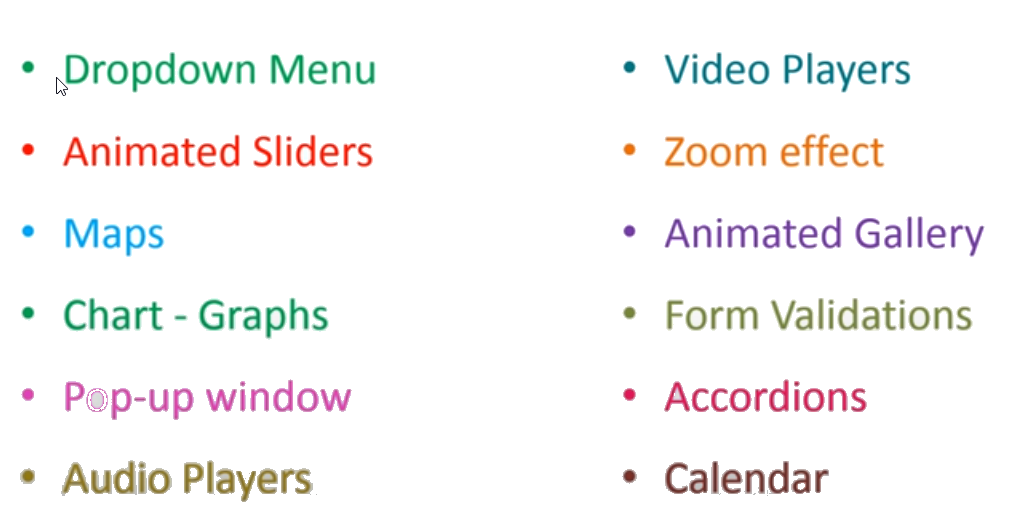 • Dropdown Menu
• Animated Sliders
• Maps
• Chart - Graphs
• Pop-up window
• Audio Players
• Video Players
• Zoom effect
• Animated Gallery
• Form Validations
• Accordions
• Calendar